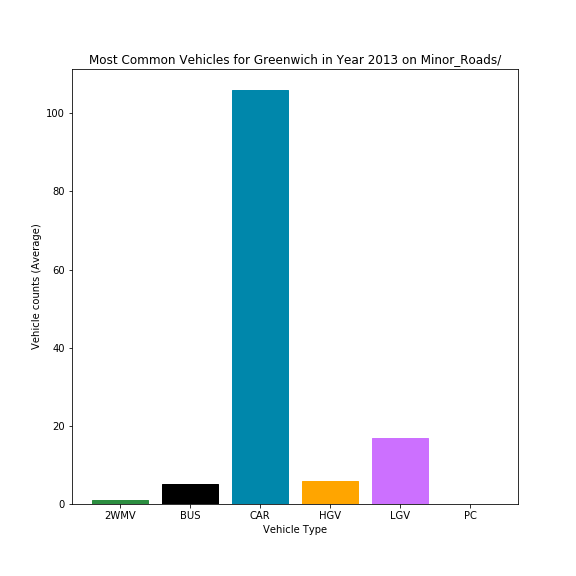 Most Common Vehicles for Greenwich in Year 2013 on Minor_Roads/
100
80
60
40
20
0
Vehicle counts (Average)
2WMV BUS CAR HGV LGV PC
Vehicle Type